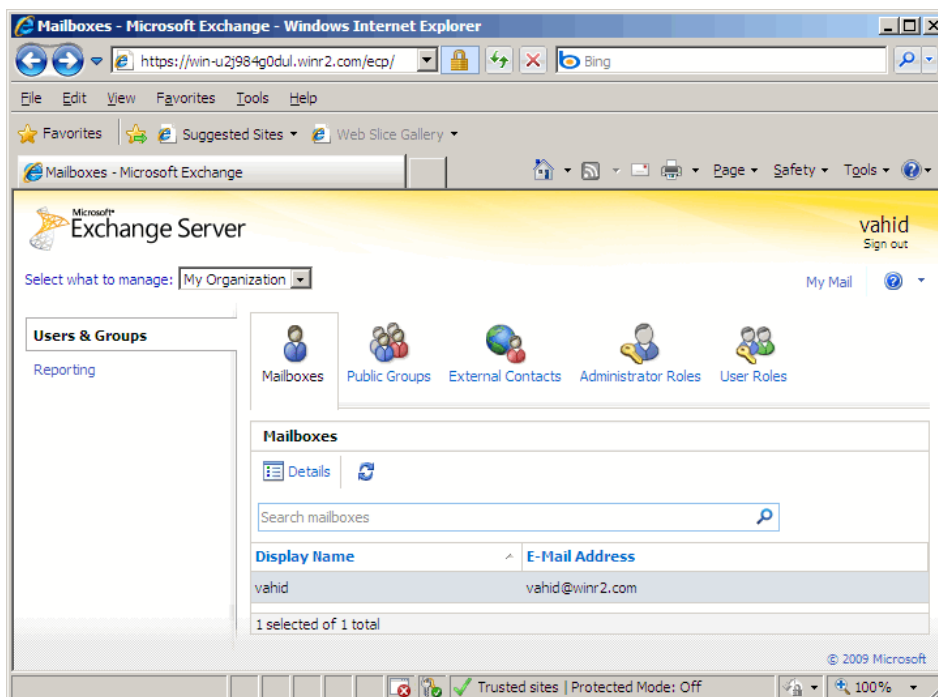 Mailboxes - Microsoft Exchange - Windows Internet Explorer
https://win-u2j984g0dul.winr2.com/ecp/
Bing
File Edit View Favorites Tools Help
Favorites Suggested Sites Web Slice Gallery
Mailboxes - Microsoft Exchange
Page Safety Tools
Microsoft
Exchange Server
vahid
Sign out
Select what to manage: My Organization
My Mail
Users & Groups
Reporting
Mailboxes Public Groups External Contacts Administrator Roles User Roles
Mailboxes
Details
Search mailboxes
Display Name E-Mail Address
vahid vahid@winr2.com
1 selected of 1 total
© 2009 Microsoft
Trusted sites | Protected Mode: Off 100%